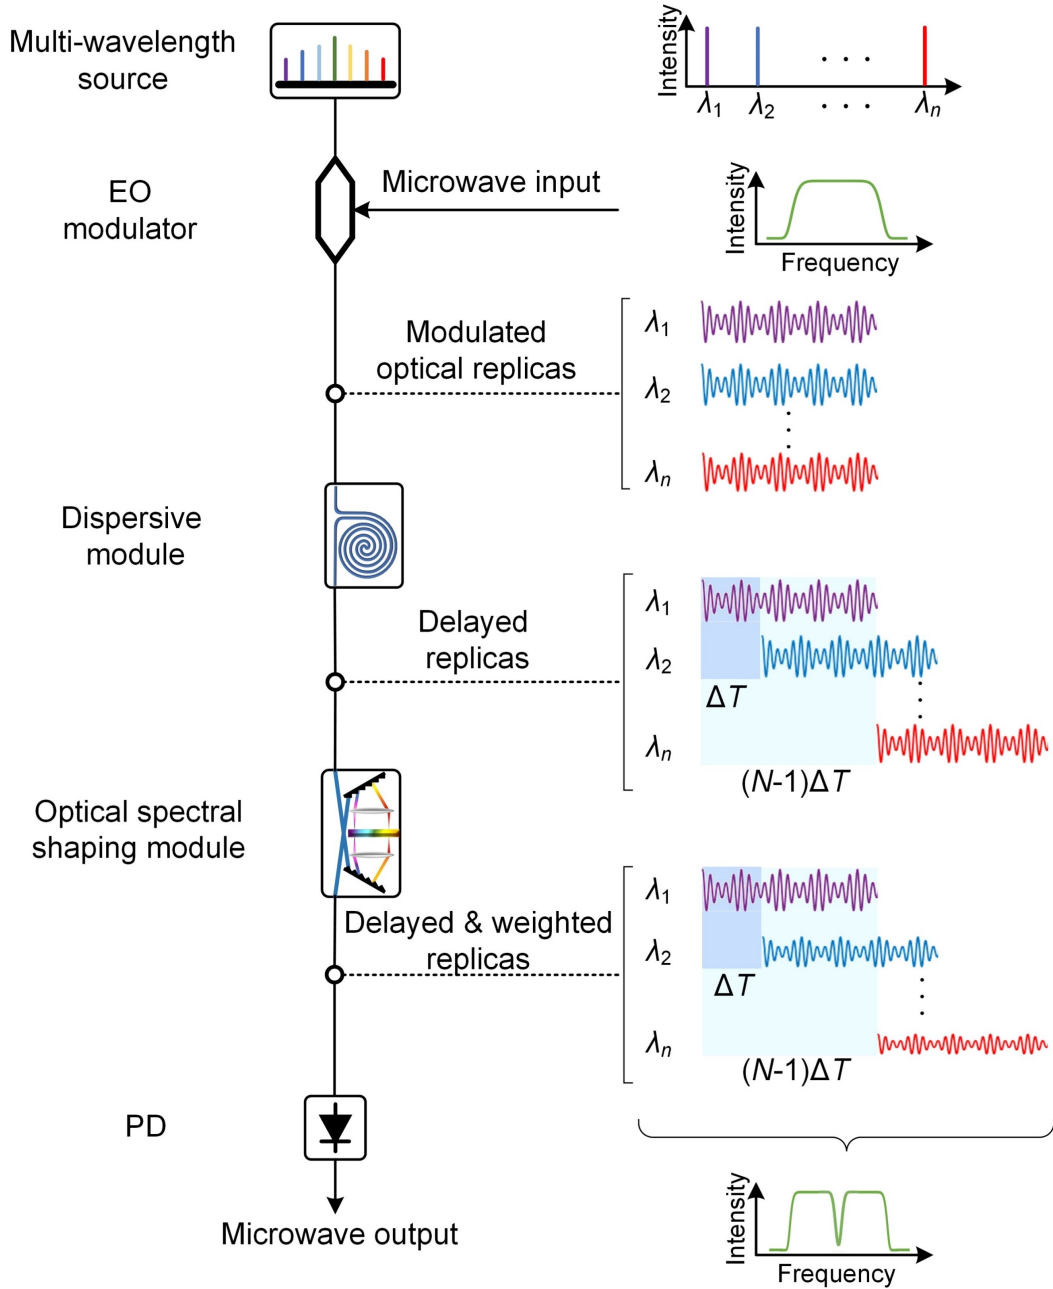 Multi-wavelength
source
Intensity
λ1 λ2 · · · λn
EO
modulator
Microwave input
Intensity
Frequency
Modulated
optical replicas
λ1
λ2
λn
Dispersive
module
Delayed
replicas
λ1
λ2
ΔT
λn
(N-1)ΔT
Optical spectral
shaping module
Delayed & weighted
replicas
λ1
λ2
ΔT
λn
(N-1)ΔT
PD
Microwave output
Intensity
Frequency